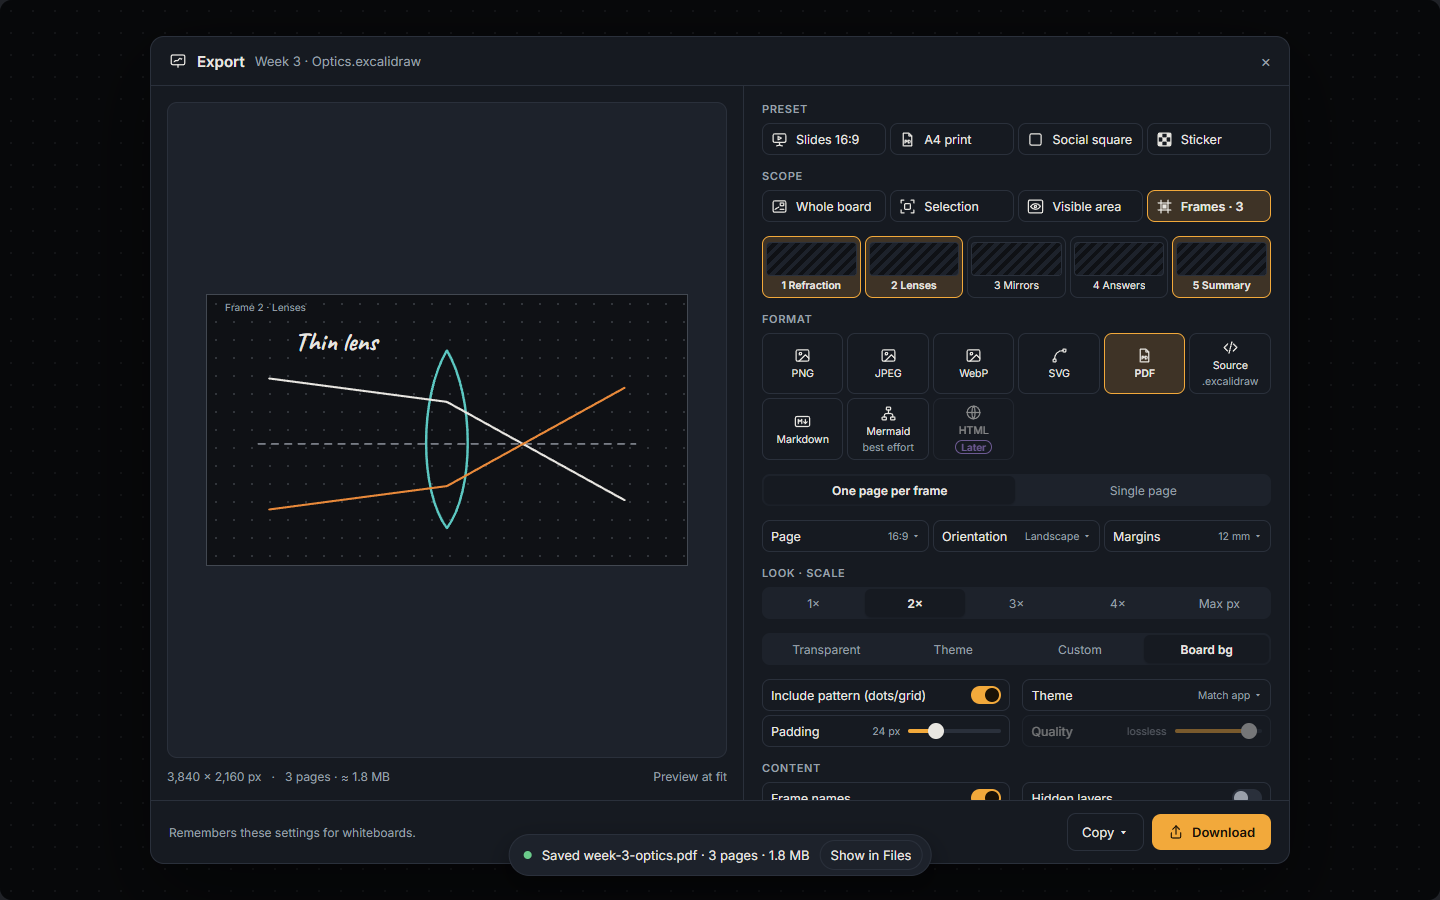 Export Week 3 · Optics.excalidraw ×
PRESET
Slides 16:9 A4 print Social square Sticker
SCOPE
Whole board Selection Visible area Frames · 3
1 Refraction 2 Lenses 3 Mirrors 4 Answers 5 Summary
FORMAT
PNG JPEG WebP SVG PDF Source
.excalidraw
Markdown Mermaid HTML
best effort Later
One page per frame Single page
Page 16:9 Orientation Landscape Margins 12 mm
LOOK · SCALE
1× 2× 3× 4× Max px
Transparent Theme Custom Board bg
Include pattern (dots/grid) Theme Match app
Padding 24 px Quality lossless
CONTENT
Frame names Hidden layers
Frame 2 · Lenses
Thin lens
3,840 × 2,160 px · 3 pages · ≈ 1.8 MB Preview at fit
Remembers these settings for whiteboards. Copy Download
Saved week-3-optics.pdf · 3 pages · 1.8 MB Show in Files